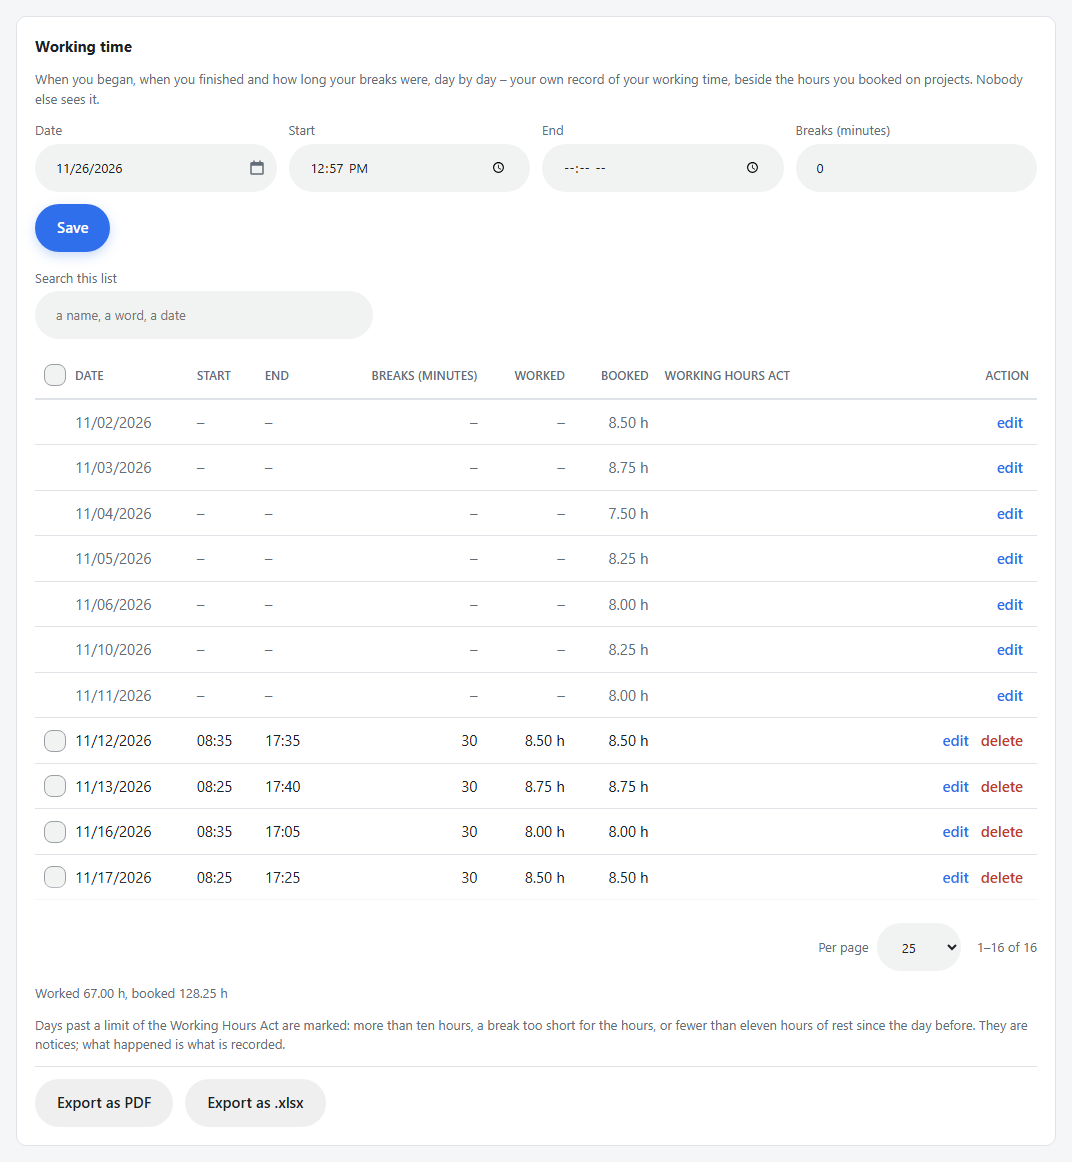 Working time
When you began, when you finished and how long your breaks were, day by day – your own record of your working time, beside the hours you booked on projects. Nobody
else sees it.
Date Start End Breaks (minutes)
11/26/2026 12:57 PM --:-- -- 0
Save
Search this list
a name, a word, a date
DATE START END BREAKS (MINUTES) WORKED BOOKED WORKING HOURS ACT ACTION
11/02/2026 – – – – 8.50 h edit
11/03/2026 – – – – 8.75 h edit
11/04/2026 – – – – 7.50 h edit
11/05/2026 – – – – 8.25 h edit
11/06/2026 – – – – 8.00 h edit
11/10/2026 – – – – 8.25 h edit
11/11/2026 – – – – 8.00 h edit
11/12/2026 08:35 17:35 30 8.50 h 8.50 h edit delete
11/13/2026 08:25 17:40 30 8.75 h 8.75 h edit delete
11/16/2026 08:35 17:05 30 8.00 h 8.00 h edit delete
11/17/2026 08:25 17:25 30 8.50 h 8.50 h edit delete
Per page 25 1–16 of 16
Worked 67.00 h, booked 128.25 h
Days past a limit of the Working Hours Act are marked: more than ten hours, a break too short for the hours, or fewer than eleven hours of rest since the day before. They are
notices; what happened is what is recorded.
Export as PDF Export as .xlsx